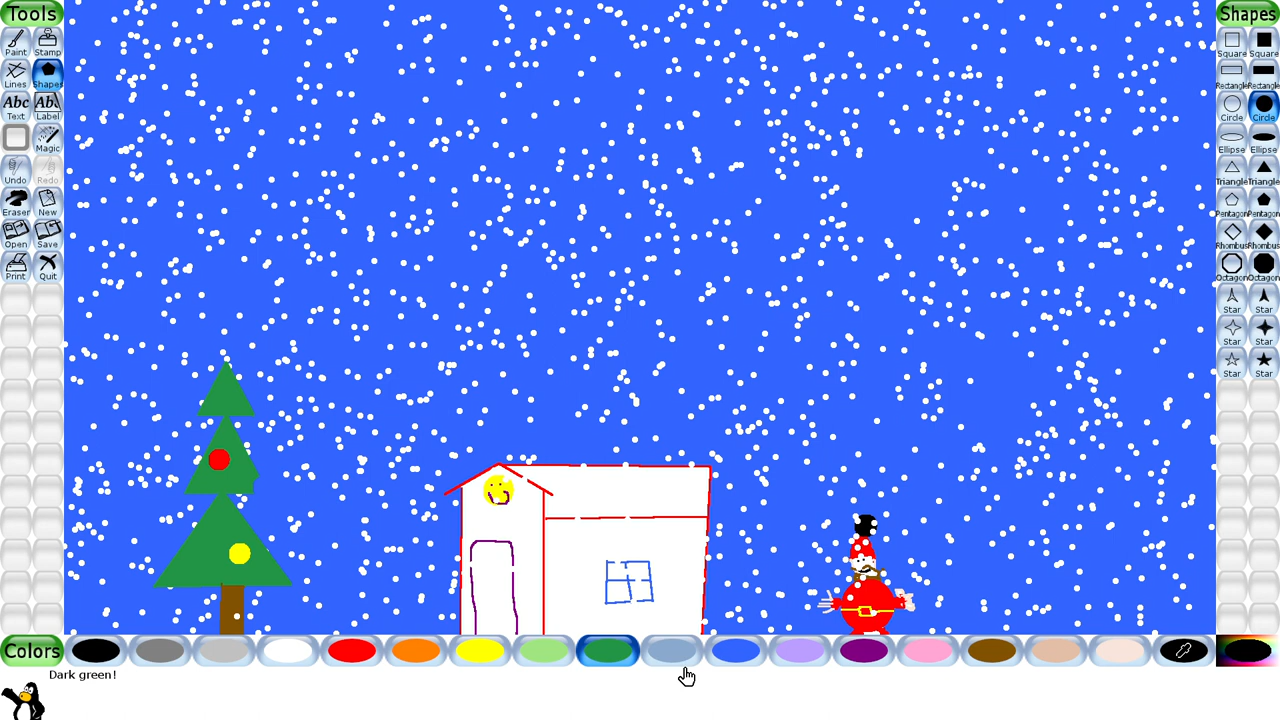 Tools
Shapes
Paint Stamp
Lines Shapes
Abc Abc
Text Label
Magic
Undo Redo
Eraser New
Open Save
Print Quit
Square Square
Rectangle Rectangle
Circle Circle
Ellipse Ellipse
Triangle Triangle
Pentagon Pentagon
Rhombus Rhombus
Octagon Octagon
Star Star
Star Star
Star Star
Colors
Dark green!